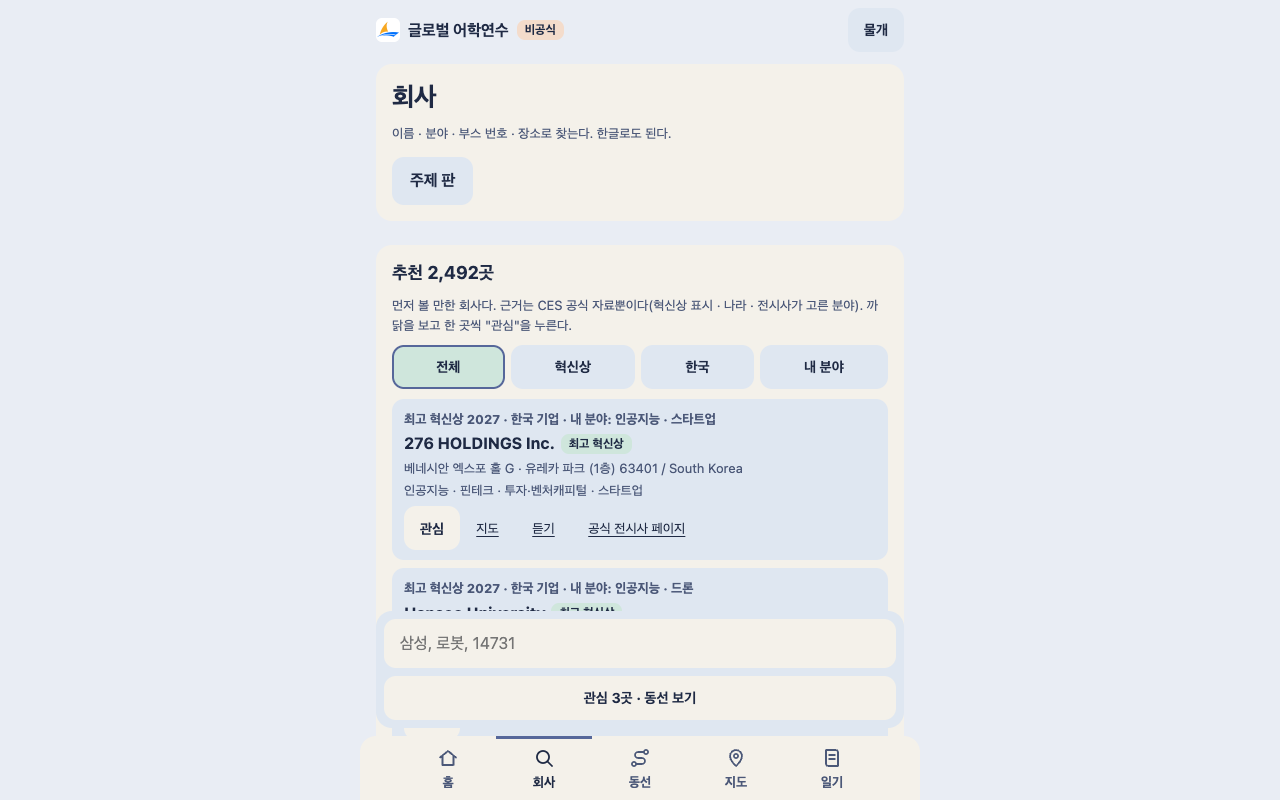 글로벌 어학연수 비공식
물개
회사
이름 · 분야 · 부스 번호 · 장소로 찾는다. 한글로도 된다.
주제 판
추천 2,492곳
먼저 볼 만한 회사다. 근거는 CES 공식 자료뿐이다(혁신상 표시 · 나라 · 전시사가 고른 분야). 까
닭을 보고 한 곳씩 "관심"을 누른다.
전체 혁신상 한국 내 분야
최고 혁신상 2027 · 한국 기업 · 내 분야: 인공지능 · 스타트업
276 HOLDINGS Inc. 최고 혁신상
베네시안 엑스포 홀 G · 유레카 파크 (1층) 63401 / South Korea
인공지능 · 핀테크 · 투자·벤처캐피털 · 스타트업
관심 지도 듣기 공식 전시사 페이지
최고 혁신상 2027 · 한국 기업 · 내 분야: 인공지능 · 드론
삼성, 로봇, 14731
관심 3곳 · 동선 보기
홈 회사 동선 지도 일기